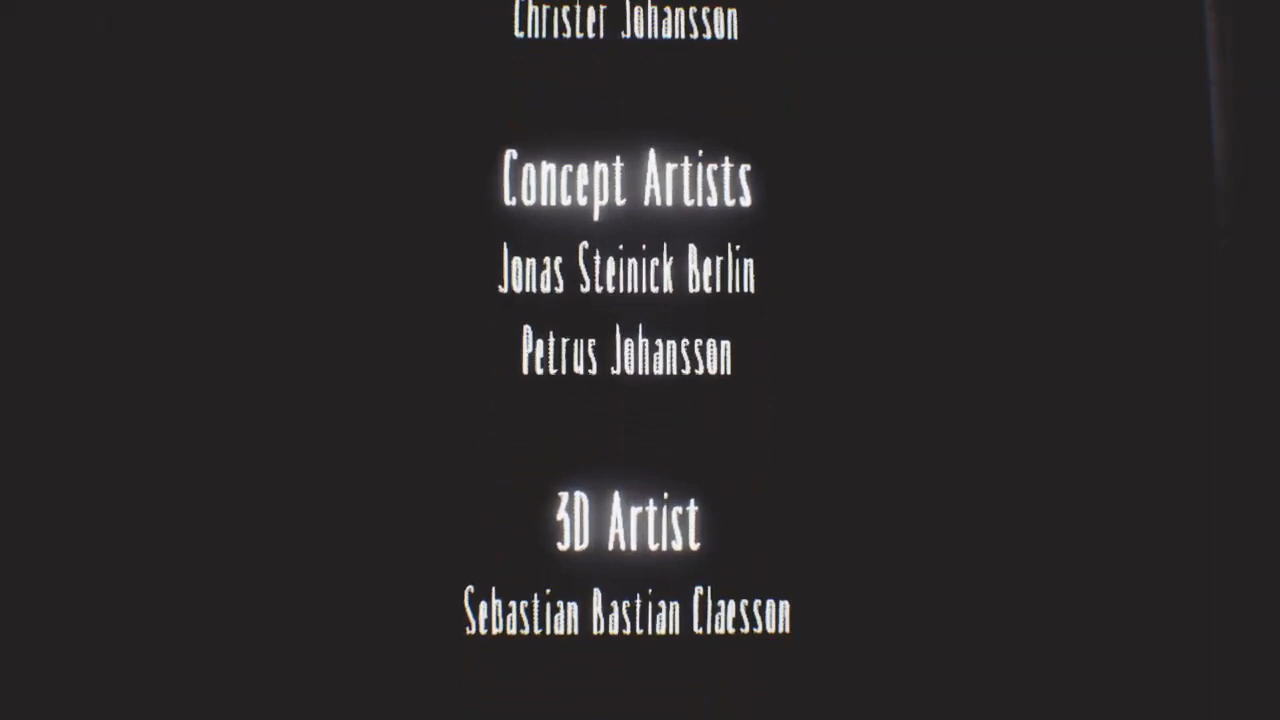 Christer Johansson
Concept Artists
Jonas Steinick Berlin
Petrus Johansson
3D Artist
Sebastian Bastian Claesson